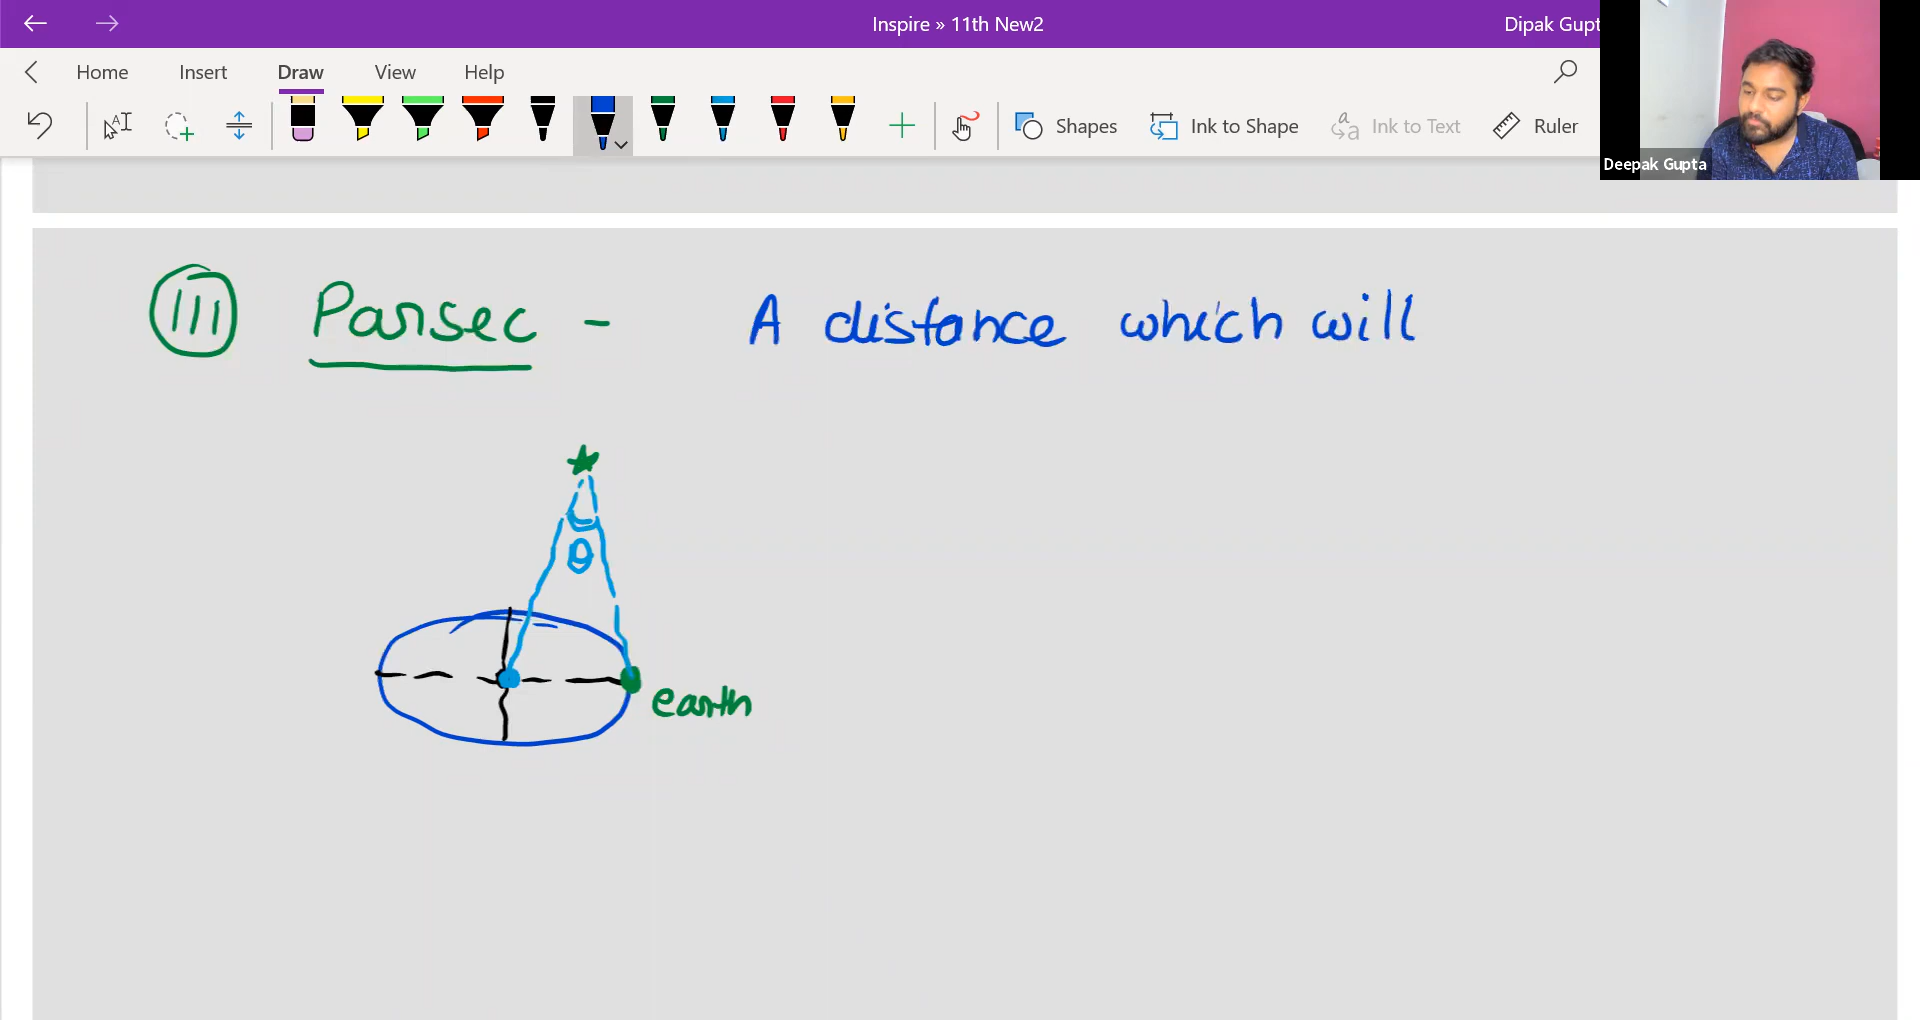 Inspire » 11th New2
Dipak Gupt
Home Insert Draw View Help
Shapes Ink to Shape Ink to Text Ruler
Deepak Gupta
III Parsec - A distance which will
θ
earth